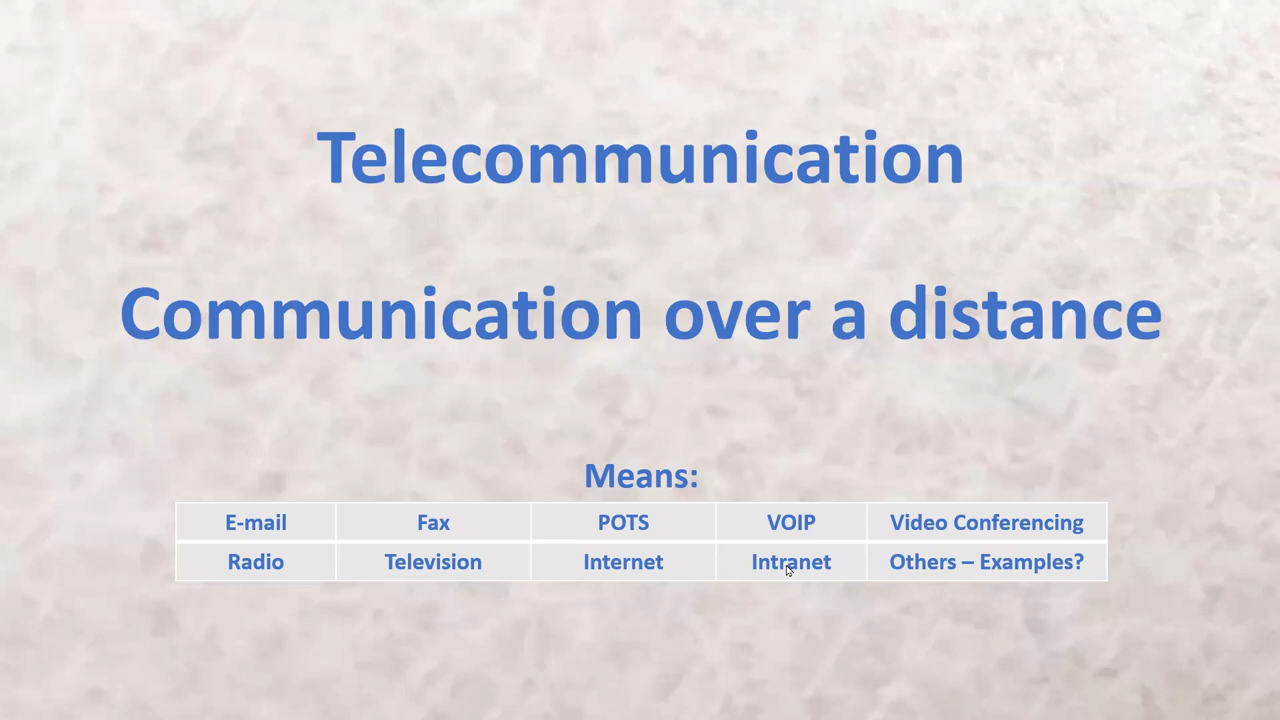 Telecommunication
Communication over a distance
Means:
E-mail Fax POTS VOIP Video Conferencing
Radio Television Internet Intranet Others – Examples?